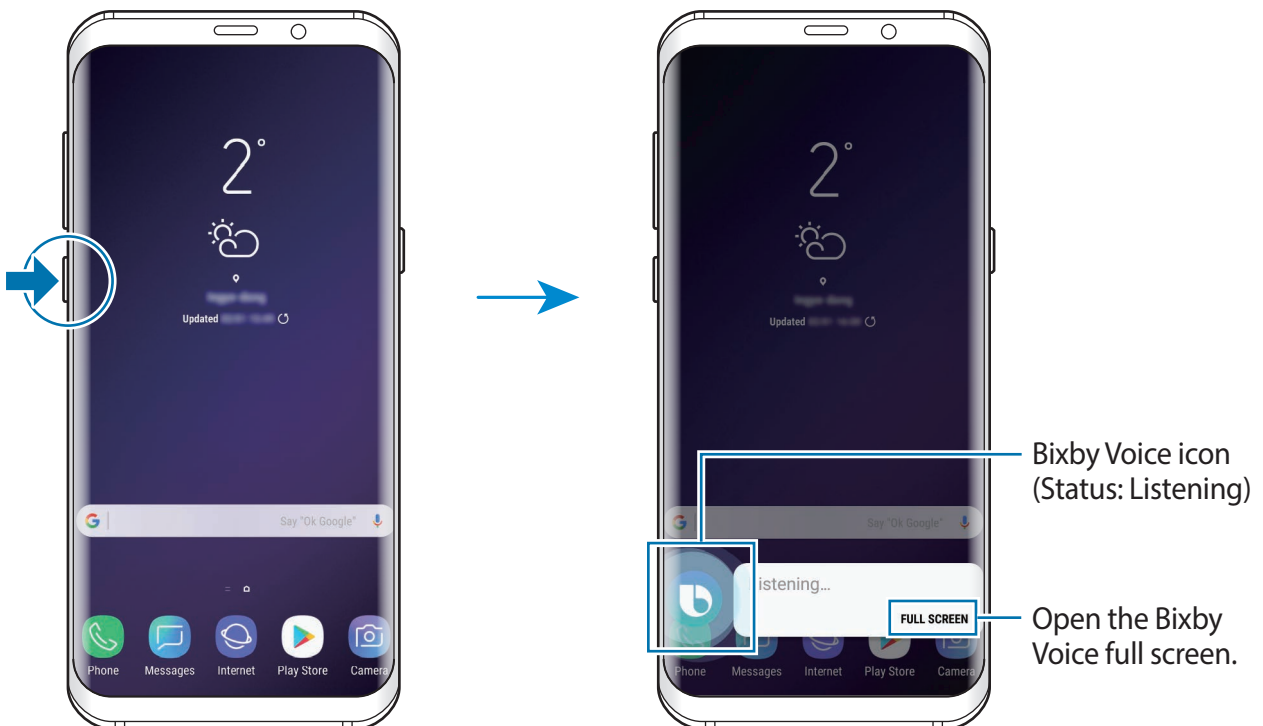 2°
Updated
Say "Ok Google"
Phone
Messages
Internet
Play Store
Camera
2°
Updated
Say "Ok Google"
istening...
FULL SCREEN
Phone
Messages
Internet
Play Store
Camera
Bixby Voice icon
(Status: Listening)
Open the Bixby
Voice full screen.